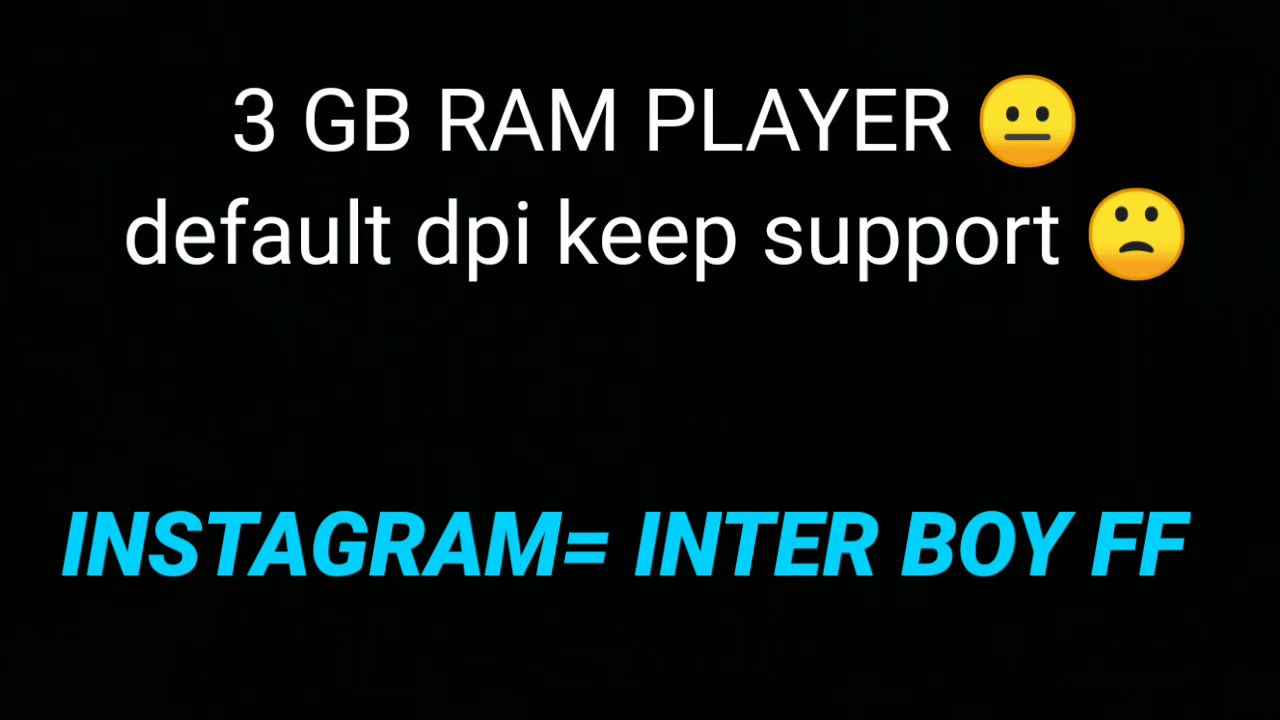 3 GB RAM PLAYER 😐
default dpi keep support 🙁
INSTAGRAM= INTER BOY FF